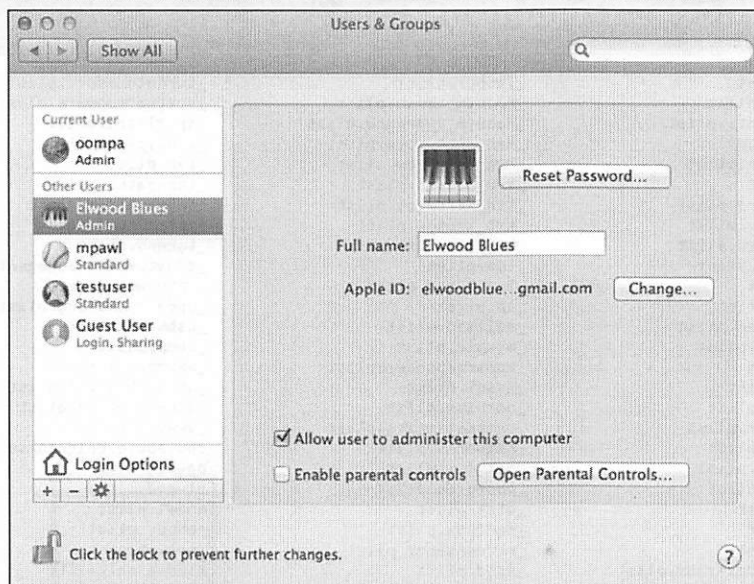 Users & Groups
Show All
Current User
oompa
Admin
Other Users
Elwood Blues
Admin
mpawl
Standard
testuser
Standard
Guest User
Login, Sharing
Login Options
+ −
Reset Password...
Full name: Elwood Blues
Apple ID: elwoodblue...gmail.com Change...
Allow user to administer this computer
Enable parental controls Open Parental Controls...
Click the lock to prevent further changes.
?